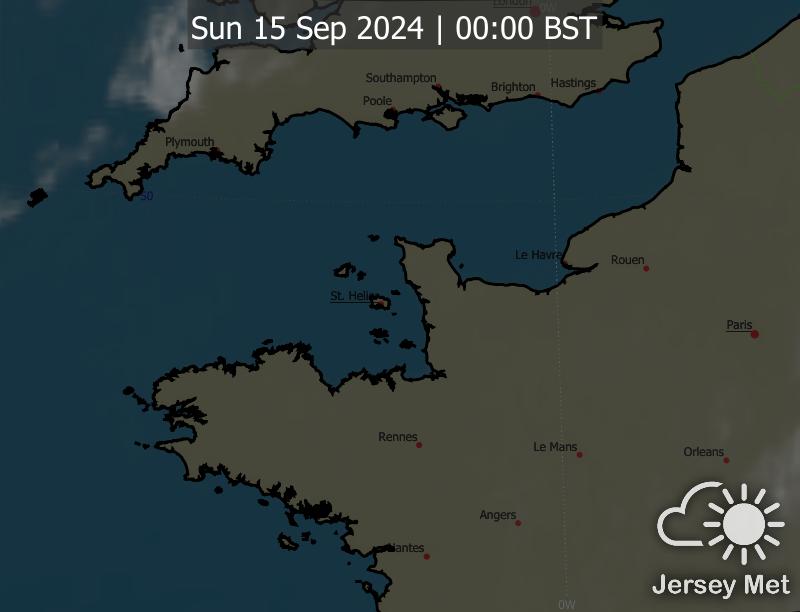 London
0W
Sun 15 Sep 2024 | 00:00 BST
Southampton
Brighton
Hastings
Poole
Plymouth
50
Le Havre
Rouen
St. Helier
Paris
Rennes
Le Mans
Orleans
Angers
Nantes
Jersey Met
0W